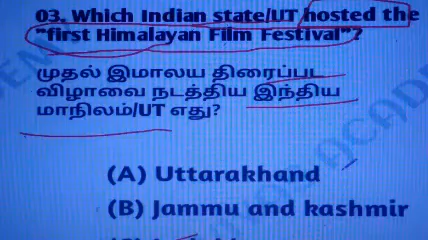 03. Which Indian state/UT hosted the
"first Himalayan Film Festival"?
முதல் இமாலய திரைப்பட
விழாவை நடத்திய இந்திய
மாநிலம்/UT எது?
(A) Uttarakhand
(B) Jammu and kashmir